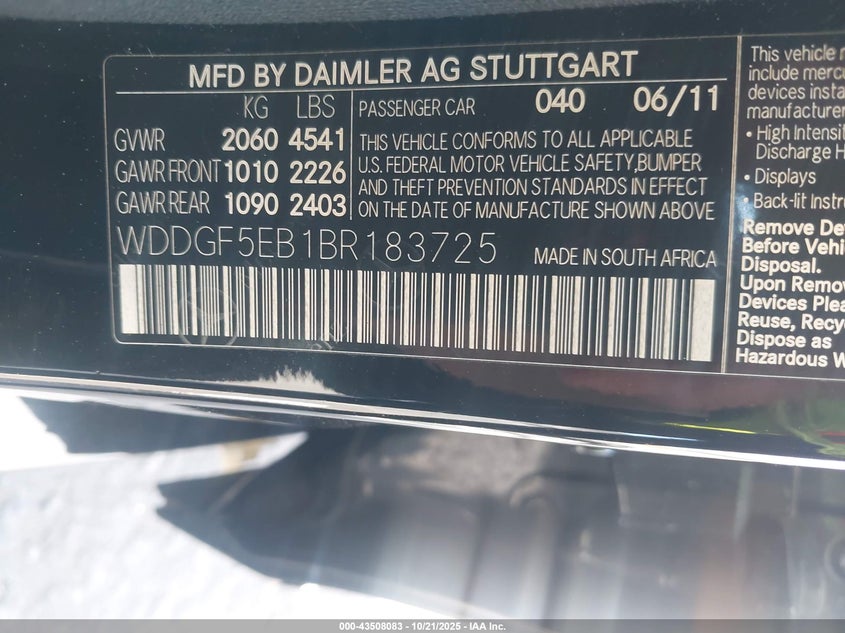 MFD BY DAIMLER AG STUTTGART
KG LBS
GVWR 2060 4541
GAWR FRONT 1010 2226
GAWR REAR 1090 2403
PASSENGER CAR 040 06/11
THIS VEHICLE CONFORMS TO ALL APPLICABLE
U.S. FEDERAL MOTOR VEHICLE SAFETY, BUMPER
AND THEFT PREVENTION STANDARDS IN EFFECT
ON THE DATE OF MANUFACTURE SHOWN ABOVE
WDDGF5EB1BR183725
MADE IN SOUTH AFRICA
This vehicle
include merc
devices insta
manufacturer
• High Intensit
Discharge H
• Displays
• Back-lit Instr
Remove De
Before Vehi
Disposal.
Upon Remov
Devices Plea
Reuse, Recyc
Dispose as
Hazardous W
000-43508083 - 10/21/2025 - IAA Inc.